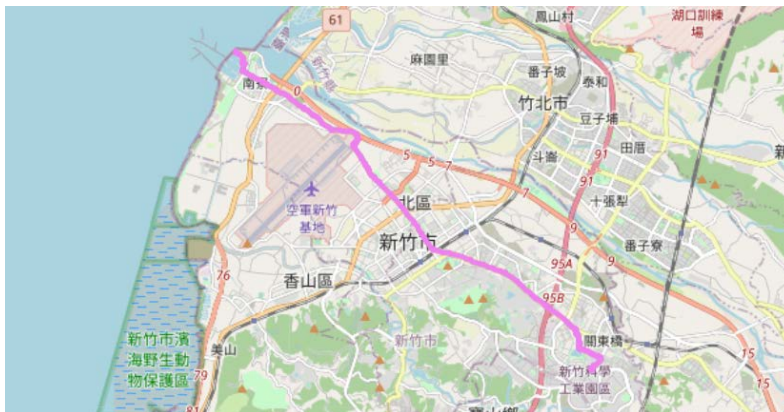 鳳山村
湖口訓練
場
61
麻園里
番子坡
泰和
南寮
竹北市
豆子埔
0
斗崙
91
田厝
5
5
7
空軍新竹
基地
北區
7
91
十張犁
新竹市
9
番子寮
9
76
香山區
95A
95B
新竹市濱
海野生動
物保護區
美山
新竹市
關東橋
79
新竹科學
工業園區
15
15
81
寶山鄉